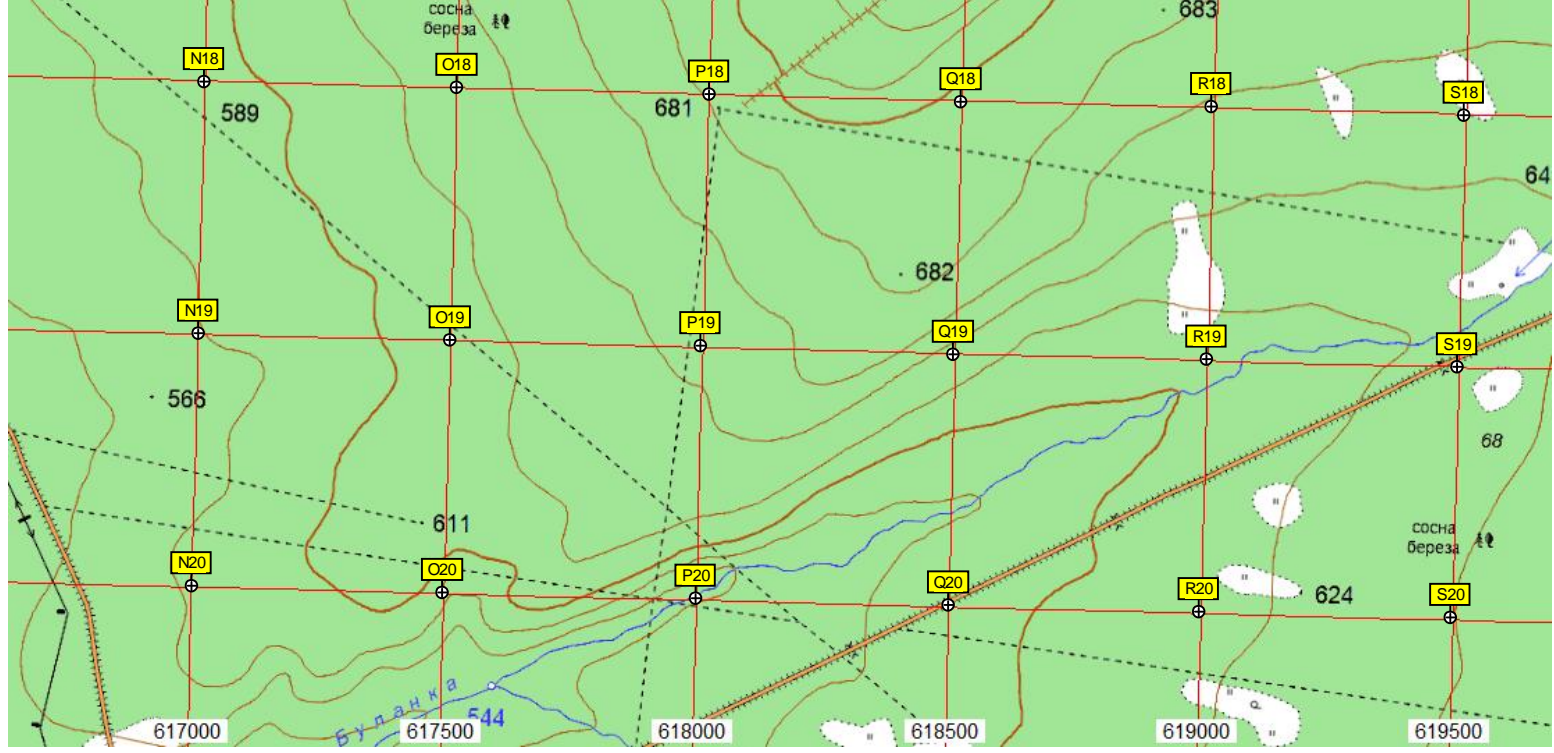 сосна
береза
683
N18
O18
P18
Q18
R18
S18
589
681
64
682
N19
O19
P19
Q19
R19
S19
566
68
611
сосна
береза
N20
O20
P20
Q20
R20
S20
624
Буланка
544
617000
617500
618000
618500
619000
619500